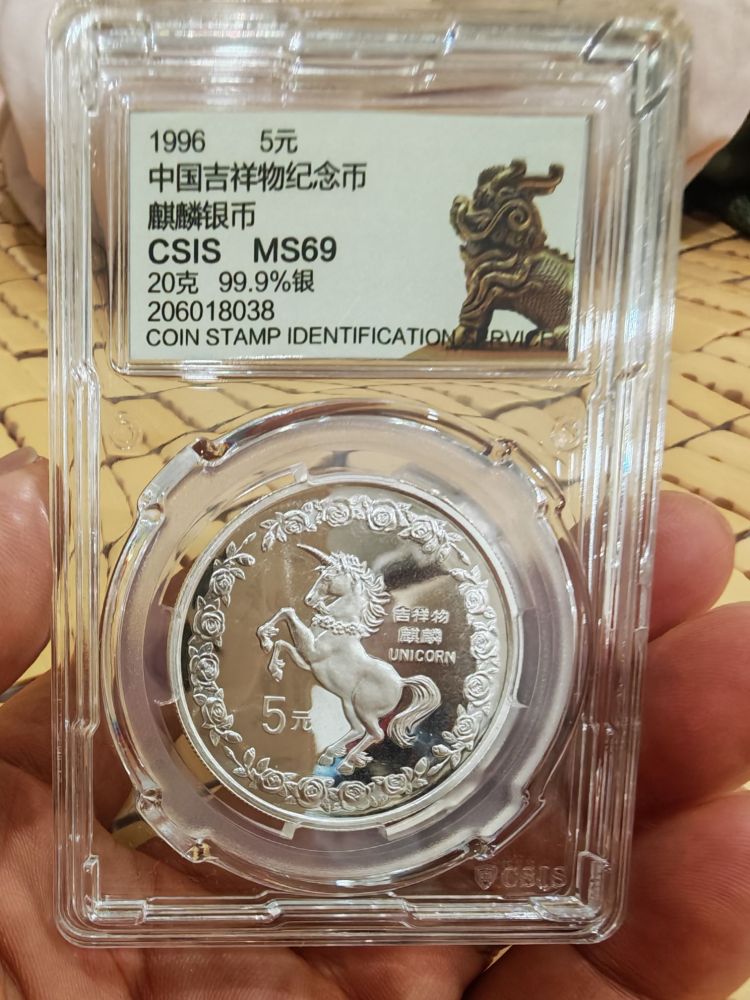 1996 5元
中国吉祥物纪念币
麒麟银币
CSIS MS69
20克 99.9%银
206018038
COIN STAMP IDENTIFICATION SERVICE
吉祥物
麒麟
UNICORN
5元
CSIS